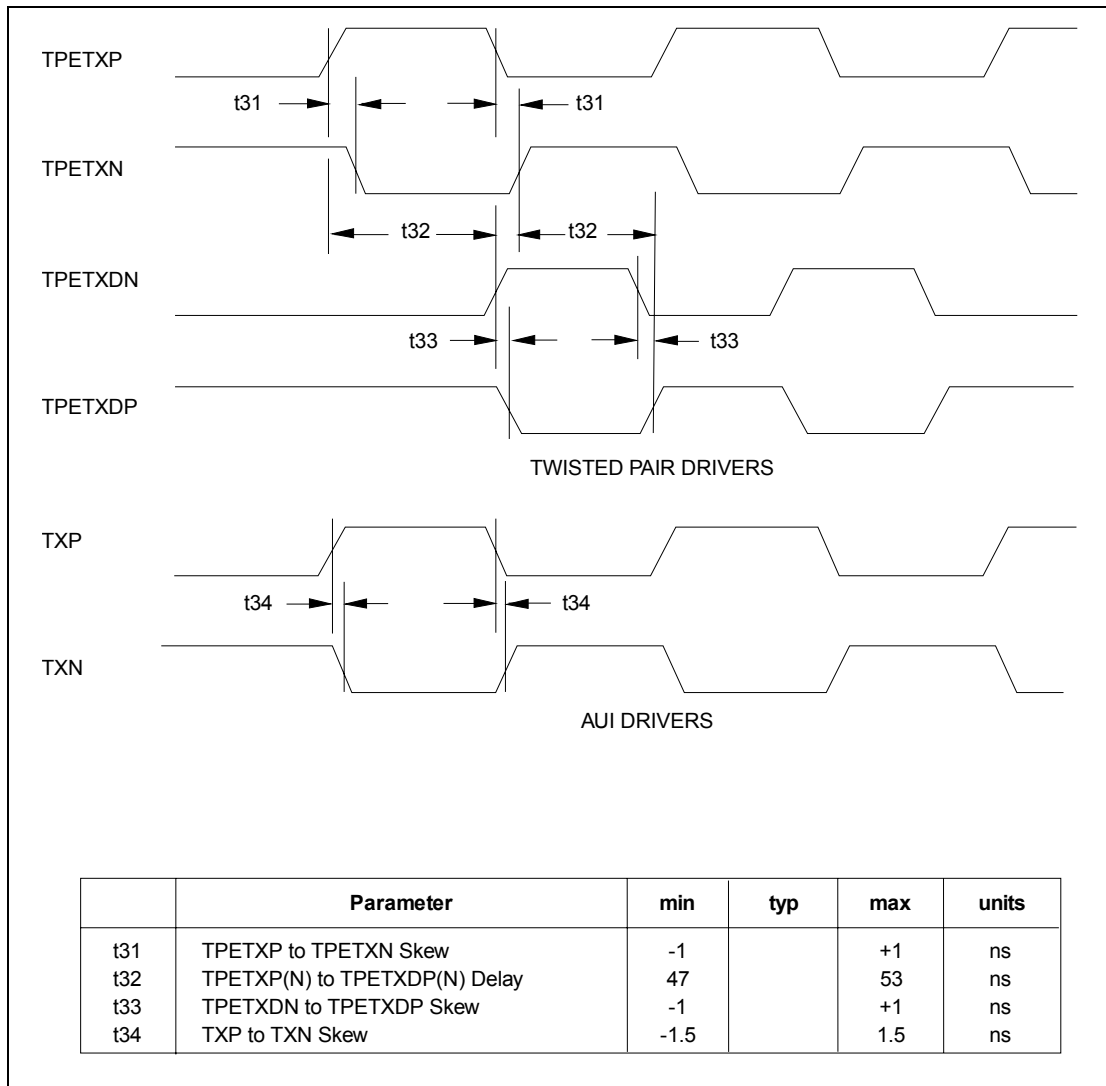 TPETXP
t31 t31
TPETXN
t32 t32
TPETXDN
t33 t33
TPETXDP
TWISTED PAIR DRIVERS
TXP
t34 t34
TXN
AUI DRIVERS
Parameter min typ max units
t31 TPETXP to TPETXN Skew -1 +1 ns
t32 TPETXP(N) to TPETXDP(N) Delay 47 53 ns
t33 TPETXDN to TPETXDP Skew -1 +1 ns
t34 TXP to TXN Skew -1.5 1.5 ns